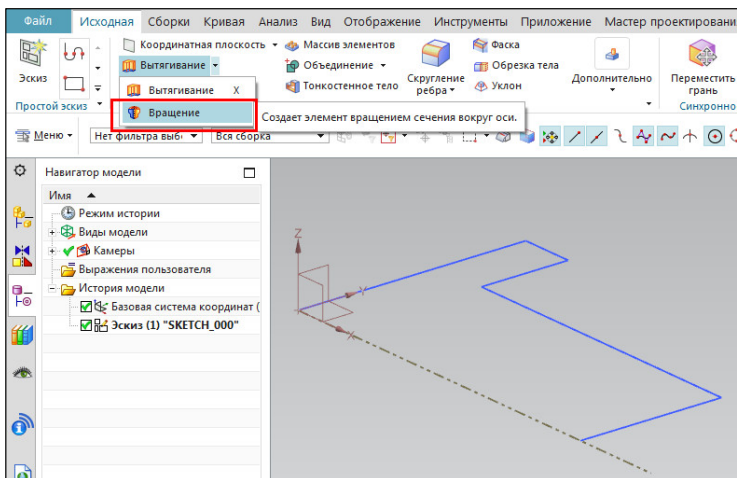 Файл Исходная Сборки Кривая Анализ Вид Отображение Инструменты Приложение Мастер проектировани
Координатная плоскость Массив элементов Фаска
Вытягивание Объединение Обрезка тела
Эскиз Тонкостенное тело Скругление ребра Уклон Дополнительно Переместить грань
Простой эскиз Синхронно
Вытягивание X
Вращение
Создает элемент вращением сечения вокруг оси.
Меню Нет фильтра выбо Вся сборка
Навигатор модели
Имя
Режим истории
Виды модели
Камеры
Выражения пользователя
История модели
Базовая система координат (
Эскиз (1) "SKETCH_000"
Z
Y
X